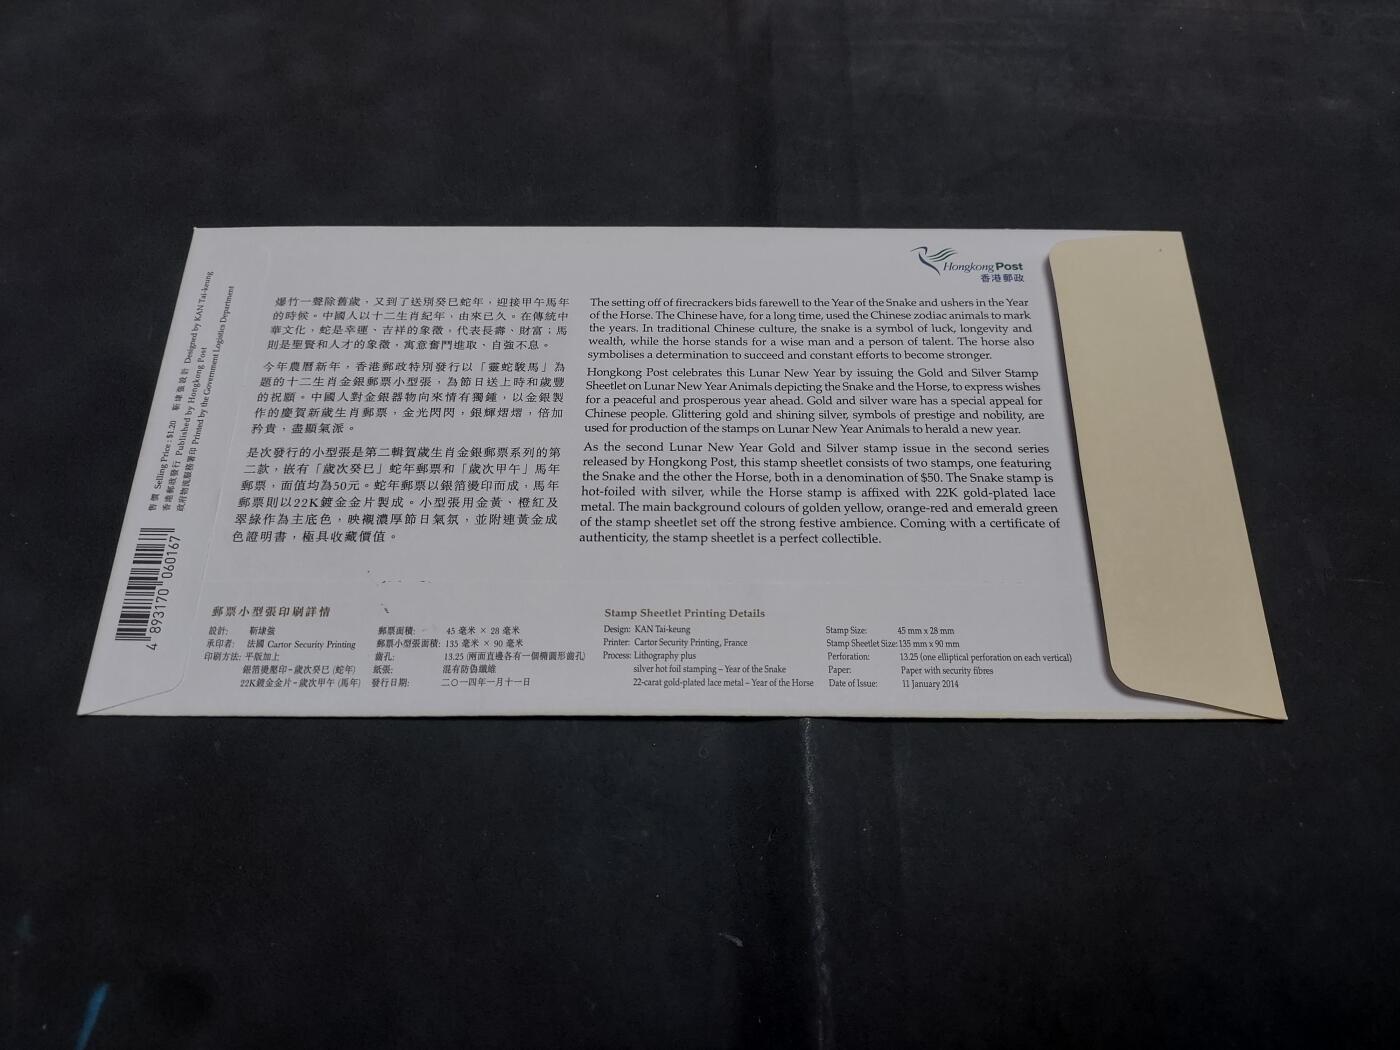 Hongkong Post
香港郵政
爆竹一聲除舊歲，又到了送別癸巳蛇年，迎接甲午馬年
的時候。中國人以十二生肖紀年，由來已久。在傳統中
華文化，蛇是幸運、吉祥的象徵，代表長壽、財富；馬
則是聖賢和人才的象徵，寓意奮鬥進取、自強不息。
今年農曆新年，香港郵政特別發行以「靈蛇駿馬」為
題的十二生肖金銀郵票小型張，為節日送上時和歲豐
的祝願。中國人對金銀器物向來情有獨鍾，以金銀製
作的慶賀新歲生肖郵票，金光閃閃，銀輝熠熠，倍加
矜貴，盡顯氣派。
是次發行的小型張是第二輯賀歲生肖金銀郵票系列的第
二款，嵌有「歲次癸巳」蛇年郵票和「歲次甲午」馬年
郵票，面值均為50元。蛇年郵票以銀箔燙印而成，馬年
郵票則以22K鍍金金片製成。小型張用金黃、橙紅及
翠綠作為主底色，映襯濃厚節日氣氛，並附連黃金成
色證明書，極具收藏價值。
The setting off of firecrackers bids farewell to the Year of the Snake and ushers in the Year
of the Horse. The Chinese have, for a long time, used the Chinese zodiac animals to mark
the years. In traditional Chinese culture, the snake is a symbol of luck, longevity and
wealth, while the horse stands for a wise man and a person of talent. The horse also
symbolises a determination to succeed and constant efforts to become stronger.
Hongkong Post celebrates this Lunar New Year by issuing the Gold and Silver Stamp
Sheetlet on Lunar New Year Animals depicting the Snake and the Horse, to express wishes
for a peaceful and prosperous year ahead. Gold and silver ware has a special appeal for
Chinese people. Glittering gold and shining silver, symbols of prestige and nobility, are
used for production of the stamps on Lunar New Year Animals to herald a new year.
As the second Lunar New Year Gold and Silver stamp issue in the second series
released by Hongkong Post, this stamp sheetlet consists of two stamps, one featuring
the Snake and the other the Horse, both in a denomination of $50. The Snake stamp is
hot-foiled with silver, while the Horse stamp is affixed with 22K gold-plated lace
metal. The main background colours of golden yellow, orange-red and emerald green
of the stamp sheetlet set off the strong festive ambience. Coming with a certificate of
authenticity, the stamp sheetlet is a perfect collectible.
售價 Selling Price : $1.20 靳埭強設計 Designed by KAN Tai-keung
香港郵政發行 Published by Hongkong Post
政府物流服務署印 Printed by the Government Logistics Department
4 893170 060167
郵票小型張印刷詳情
設計: 靳埭強
承印者: 法國 Cartor Security Printing
印刷方法: 平版加上
銀箔燙壓印－歲次癸巳 (蛇年)
22K鍍金金片－歲次甲午 (馬年)
郵票面積: 45 毫米 × 28 毫米
郵票小型張面積: 135 毫米 × 90 毫米
齒孔: 13.25 (兩面直邊各有一個橢圓形齒孔)
紙張: 混有防偽纖維
發行日期: 二〇一四年一月十一日
Stamp Sheetlet Printing Details
Design: KAN Tai-keung
Printer: Cartor Security Printing, France
Process: Lithography plus
silver hot foil stamping – Year of the Snake
22-carat gold-plated lace metal – Year of the Horse
Stamp Size: 45 mm x 28 mm
Stamp Sheetlet Size: 135 mm x 90 mm
Perforation: 13.25 (one elliptical perforation on each vertical)
Paper: Paper with security fibres
Date of Issue: 11 January 2014